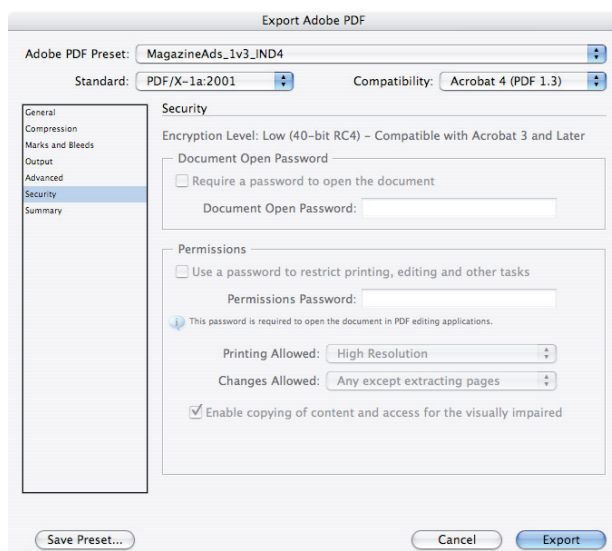 Export Adobe PDF
Adobe PDF Preset: MagazineAds_1v3_IND4
Standard: PDF/X-1a:2001 Compatibility: Acrobat 4 (PDF 1.3)
General
Compression
Marks and Bleeds
Output
Advanced
Security
Summary
Security
Encryption Level: Low (40-bit RC4) – Compatible with Acrobat 3 and Later
Document Open Password
Require a password to open the document
Document Open Password:
Permissions
Use a password to restrict printing, editing and other tasks
Permissions Password:
This password is required to open the document in PDF editing applications.
Printing Allowed: High Resolution
Changes Allowed: Any except extracting pages
Enable copying of content and access for the visually impaired
Save Preset... Cancel Export